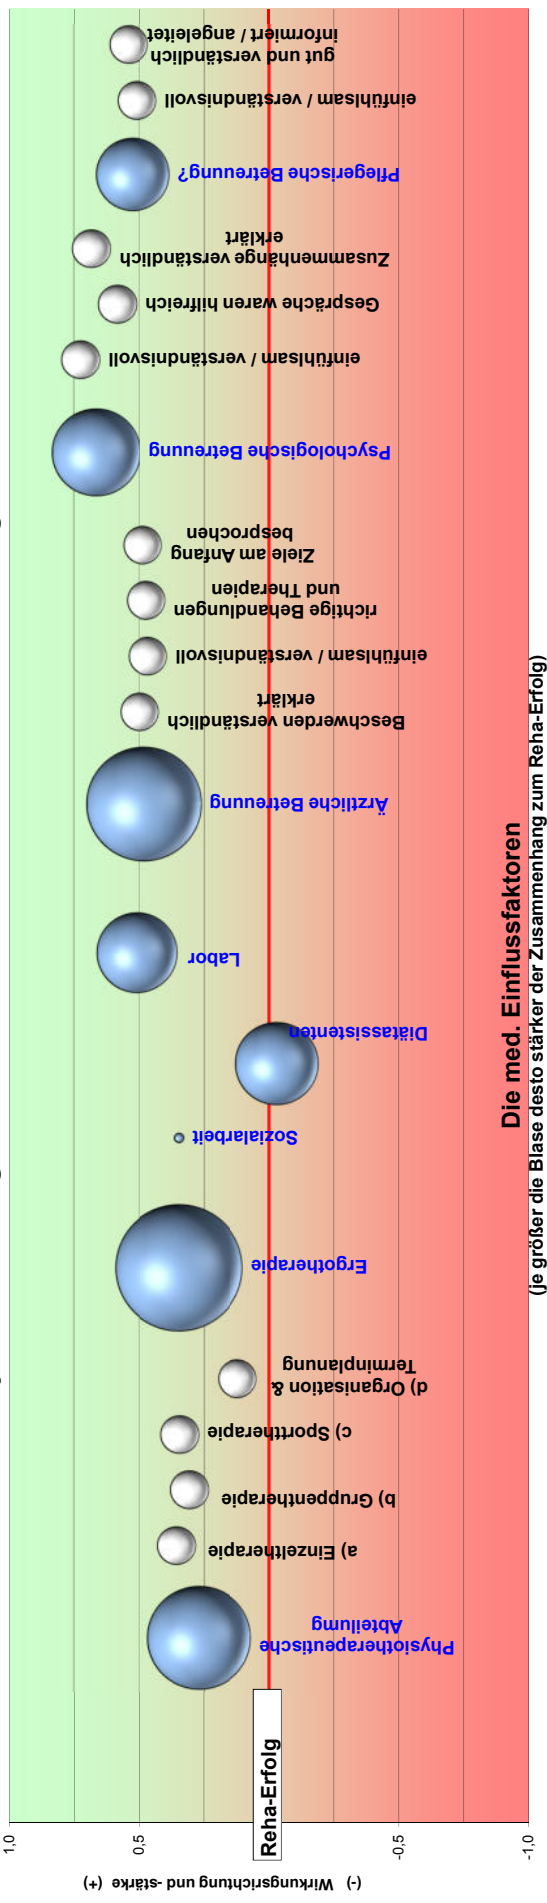 1,0
0,5
-0,5
-1,0
(-) Wirkungsrichtung und -stärke (+)
Reha-Erfolg
Physiotherapeutische
Abteilung
a) Einzeltherapie
b) Gruppentherapie
c) Sporttherapie
d) Organisation &
Terminplanung
Ergotherapie
Sozialarbeit
Diätassistenten
Labor
Ärztliche Betreuung
Beschwerden verständlich
erklärt
einfühlsam / verständnisvoll
richtige Behandlungen
und Therapien
Ziele am Anfang
besprochen
Psychologische Betreuung
einfühlsam / verständnisvoll
Gespräche waren hilfreich
Zusammenhänge verständlich
erklärt
Pflegerische Betreuung?
einfühlsam / verständnisvoll
gut und verständlich
informiert / angeleitet
Die med. Einflussfaktoren
(je größer die Blase desto stärker der Zusammenhang zum Reha-Erfolg)